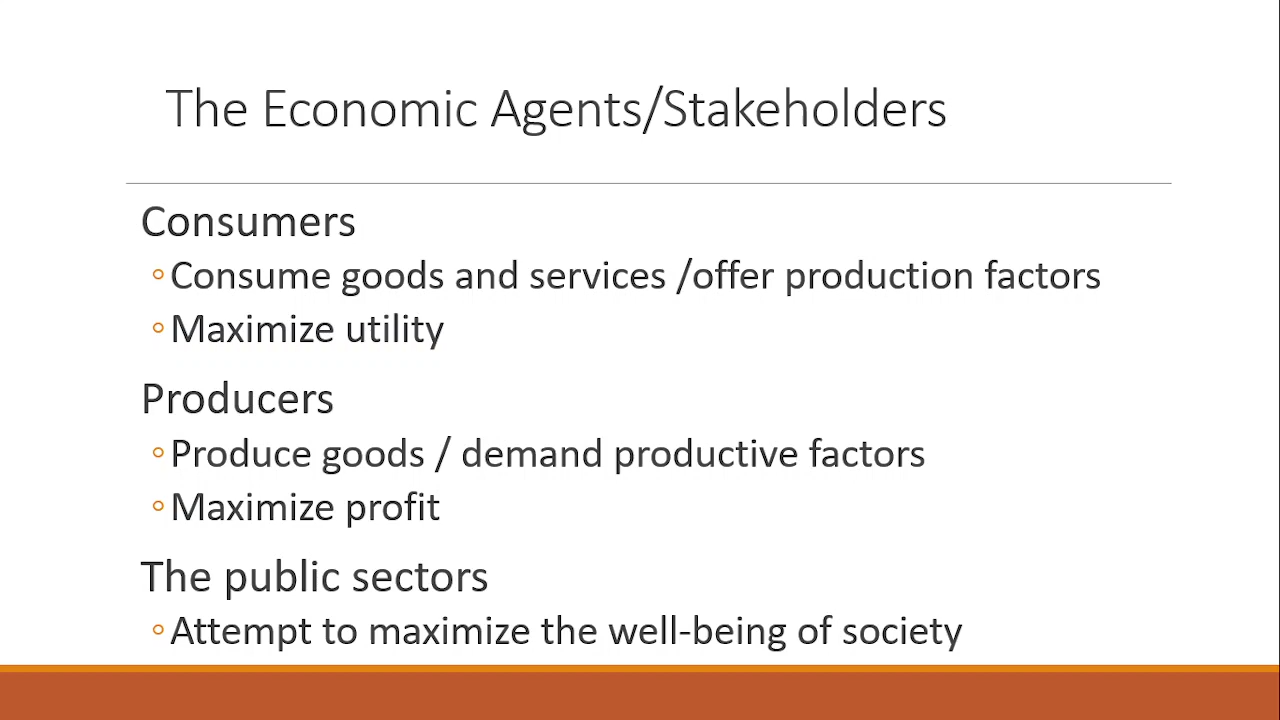 The Economic Agents/Stakeholders
Consumers
◦Consume goods and services /offer production factors
◦Maximize utility
Producers
◦Produce goods / demand productive factors
◦Maximize profit
The public sectors
◦Attempt to maximize the well-being of society